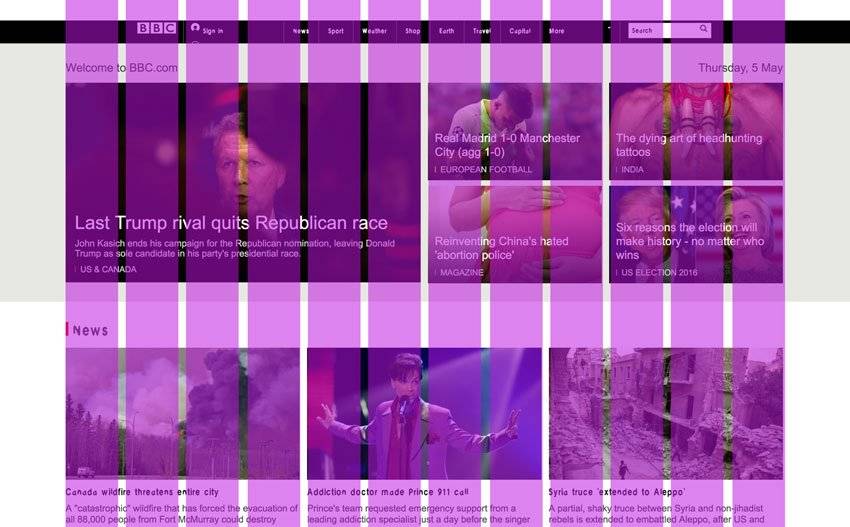 BBC Sign in News Sport Weather Shop Earth Travel Capital More Search
Welcome to BBC.com
Thursday, 5 May
Last Trump rival quits Republican race
John Kasich ends his campaign for the Republican nomination, leaving Donald
Trump as sole candidate in his party's presidential race.
US & CANADA
Real Madrid 1-0 Manchester
City (agg 1-0)
EUROPEAN FOOTBALL
The dying art of headhunting
tattoos
INDIA
Reinventing China's hated
'abortion police'
MAGAZINE
Six reasons the election will
make history - no matter who
wins
US ELECTION 2016
News
Canada wildfire threatens entire city
A "catastrophic" wildfire that has forced the evacuation of
all 88,000 people from Fort McMurray could destroy
Addiction doctor made Prince 911 call
Prince's team requested emergency support from a
leading addiction specialist just a day before the singer
Syria truce 'extended to Aleppo'
A partial, shaky truce between Syria and non-jihadist
rebels is extended to embattled Aleppo, after US and